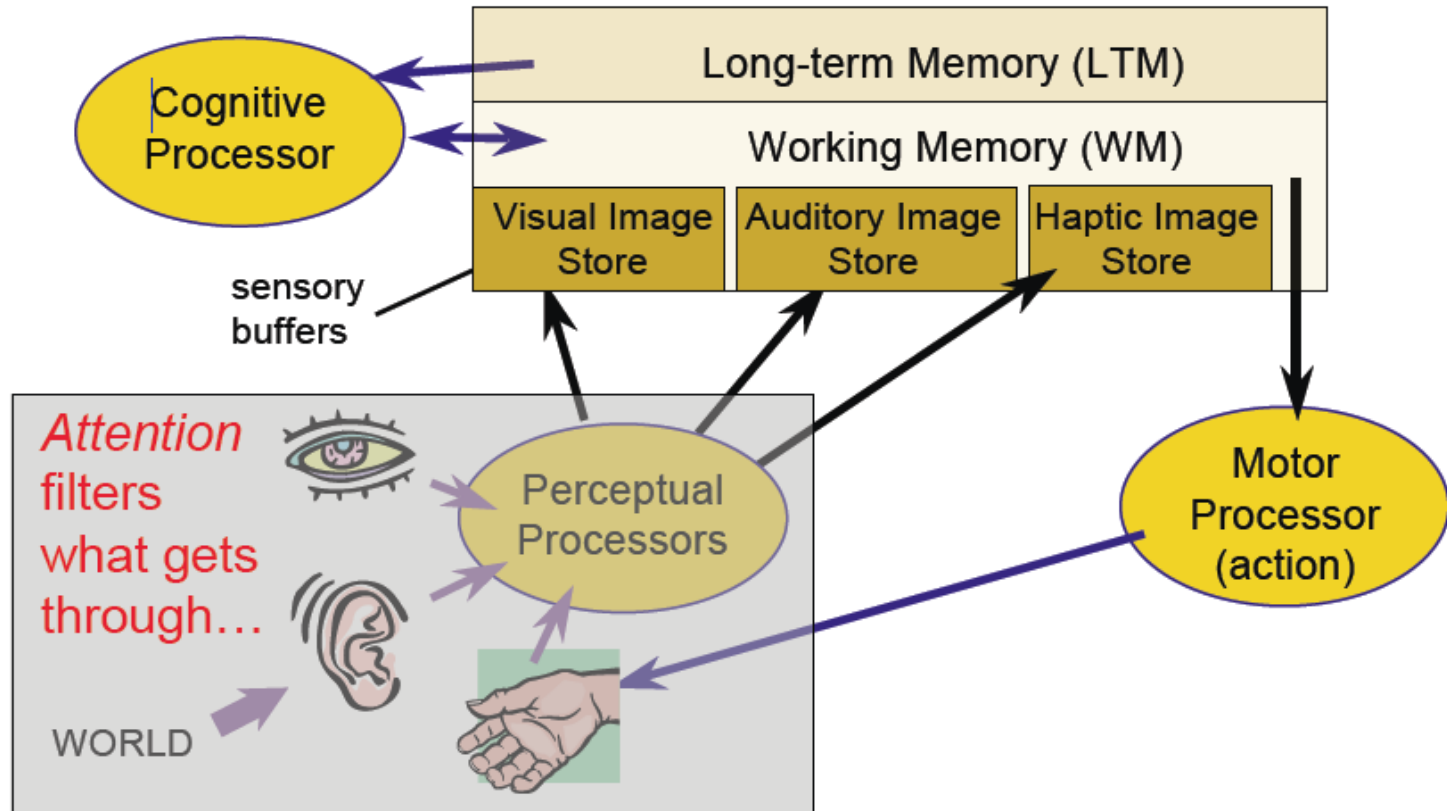 Long-term Memory (LTM)
Cognitive
Processor
Working Memory (WM)
Visual Image
Store
Auditory Image
Store
Haptic Image
Store
sensory
buffers
Attention
filters
what gets
through…
Perceptual
Processors
Motor
Processor
(action)
WORLD